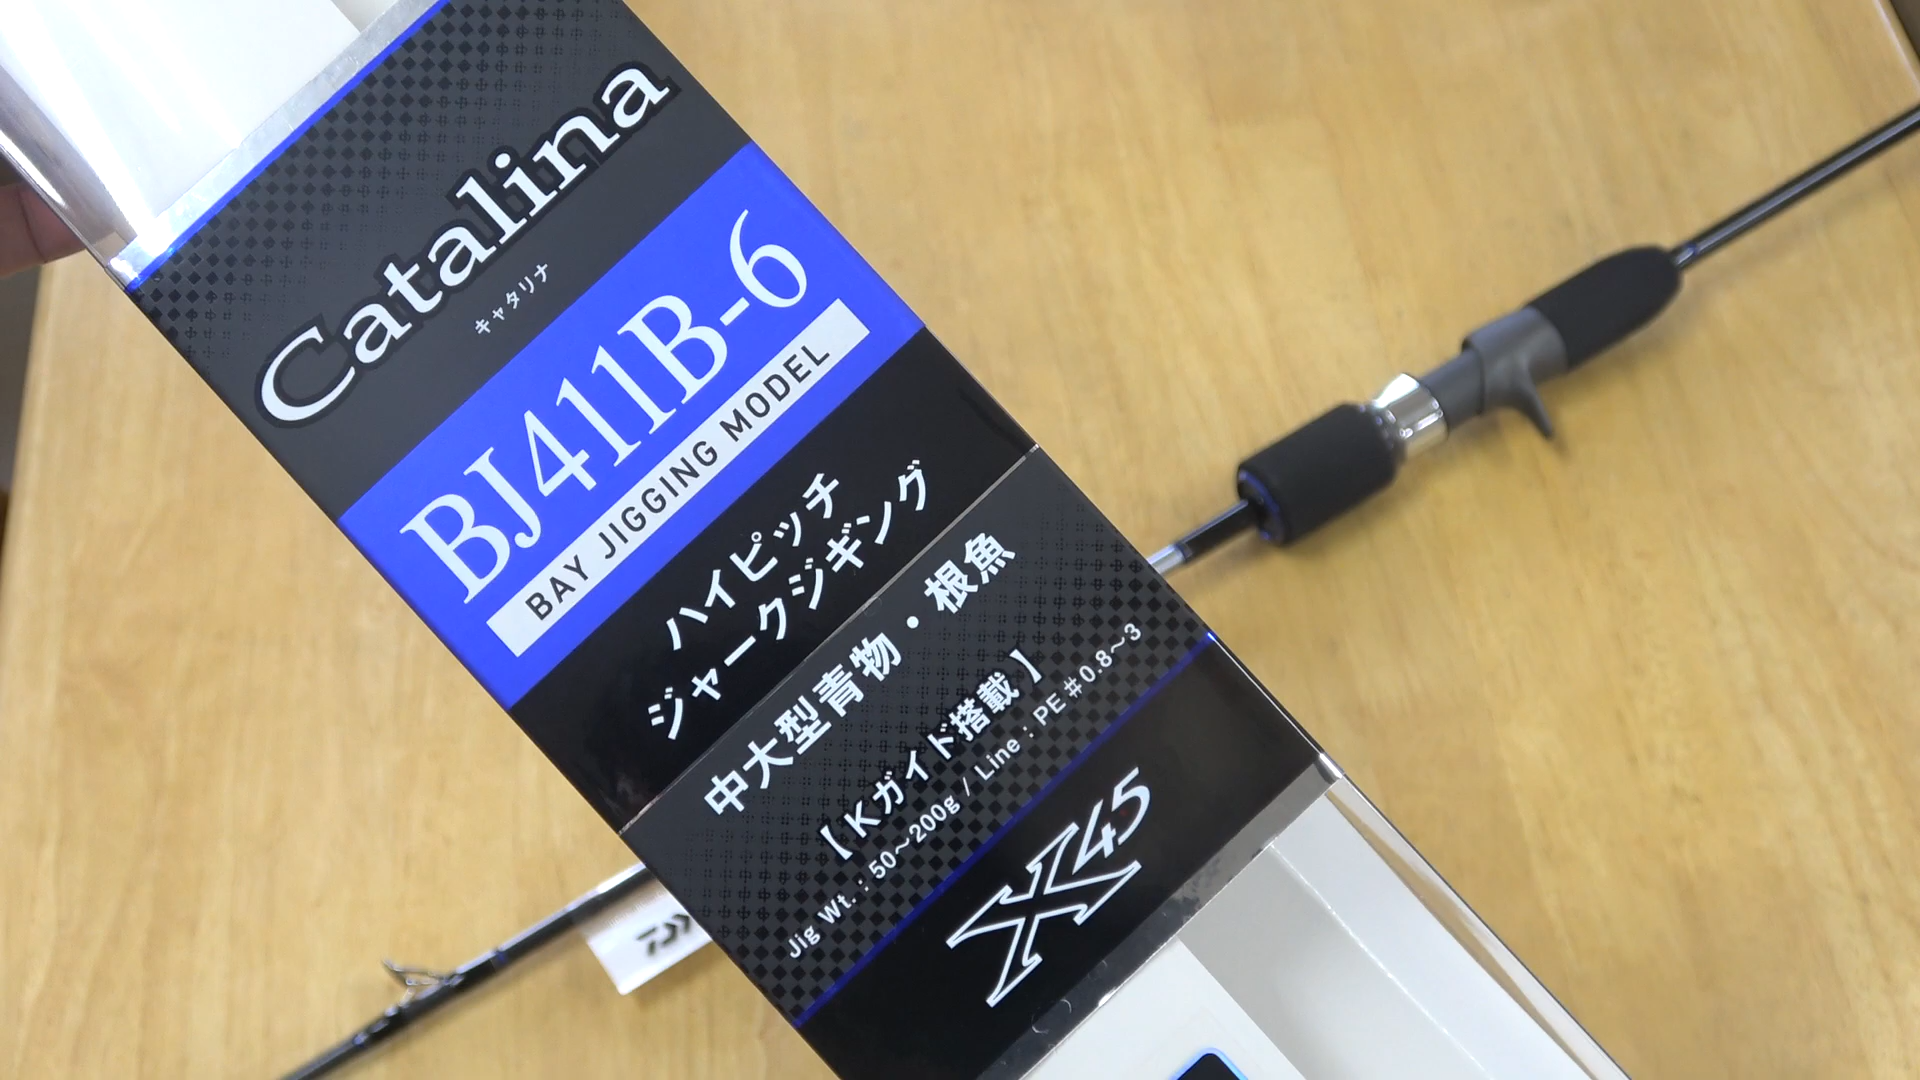 Catalina
キャタリナ
BJ411B-6
BAY JIGGING MODEL
ハイピッチ
ジャークジギング
中大型青物・根魚
【Kガイド搭載】
Jig Wt.：50～200g / Line：PE＃0.8～3
X45